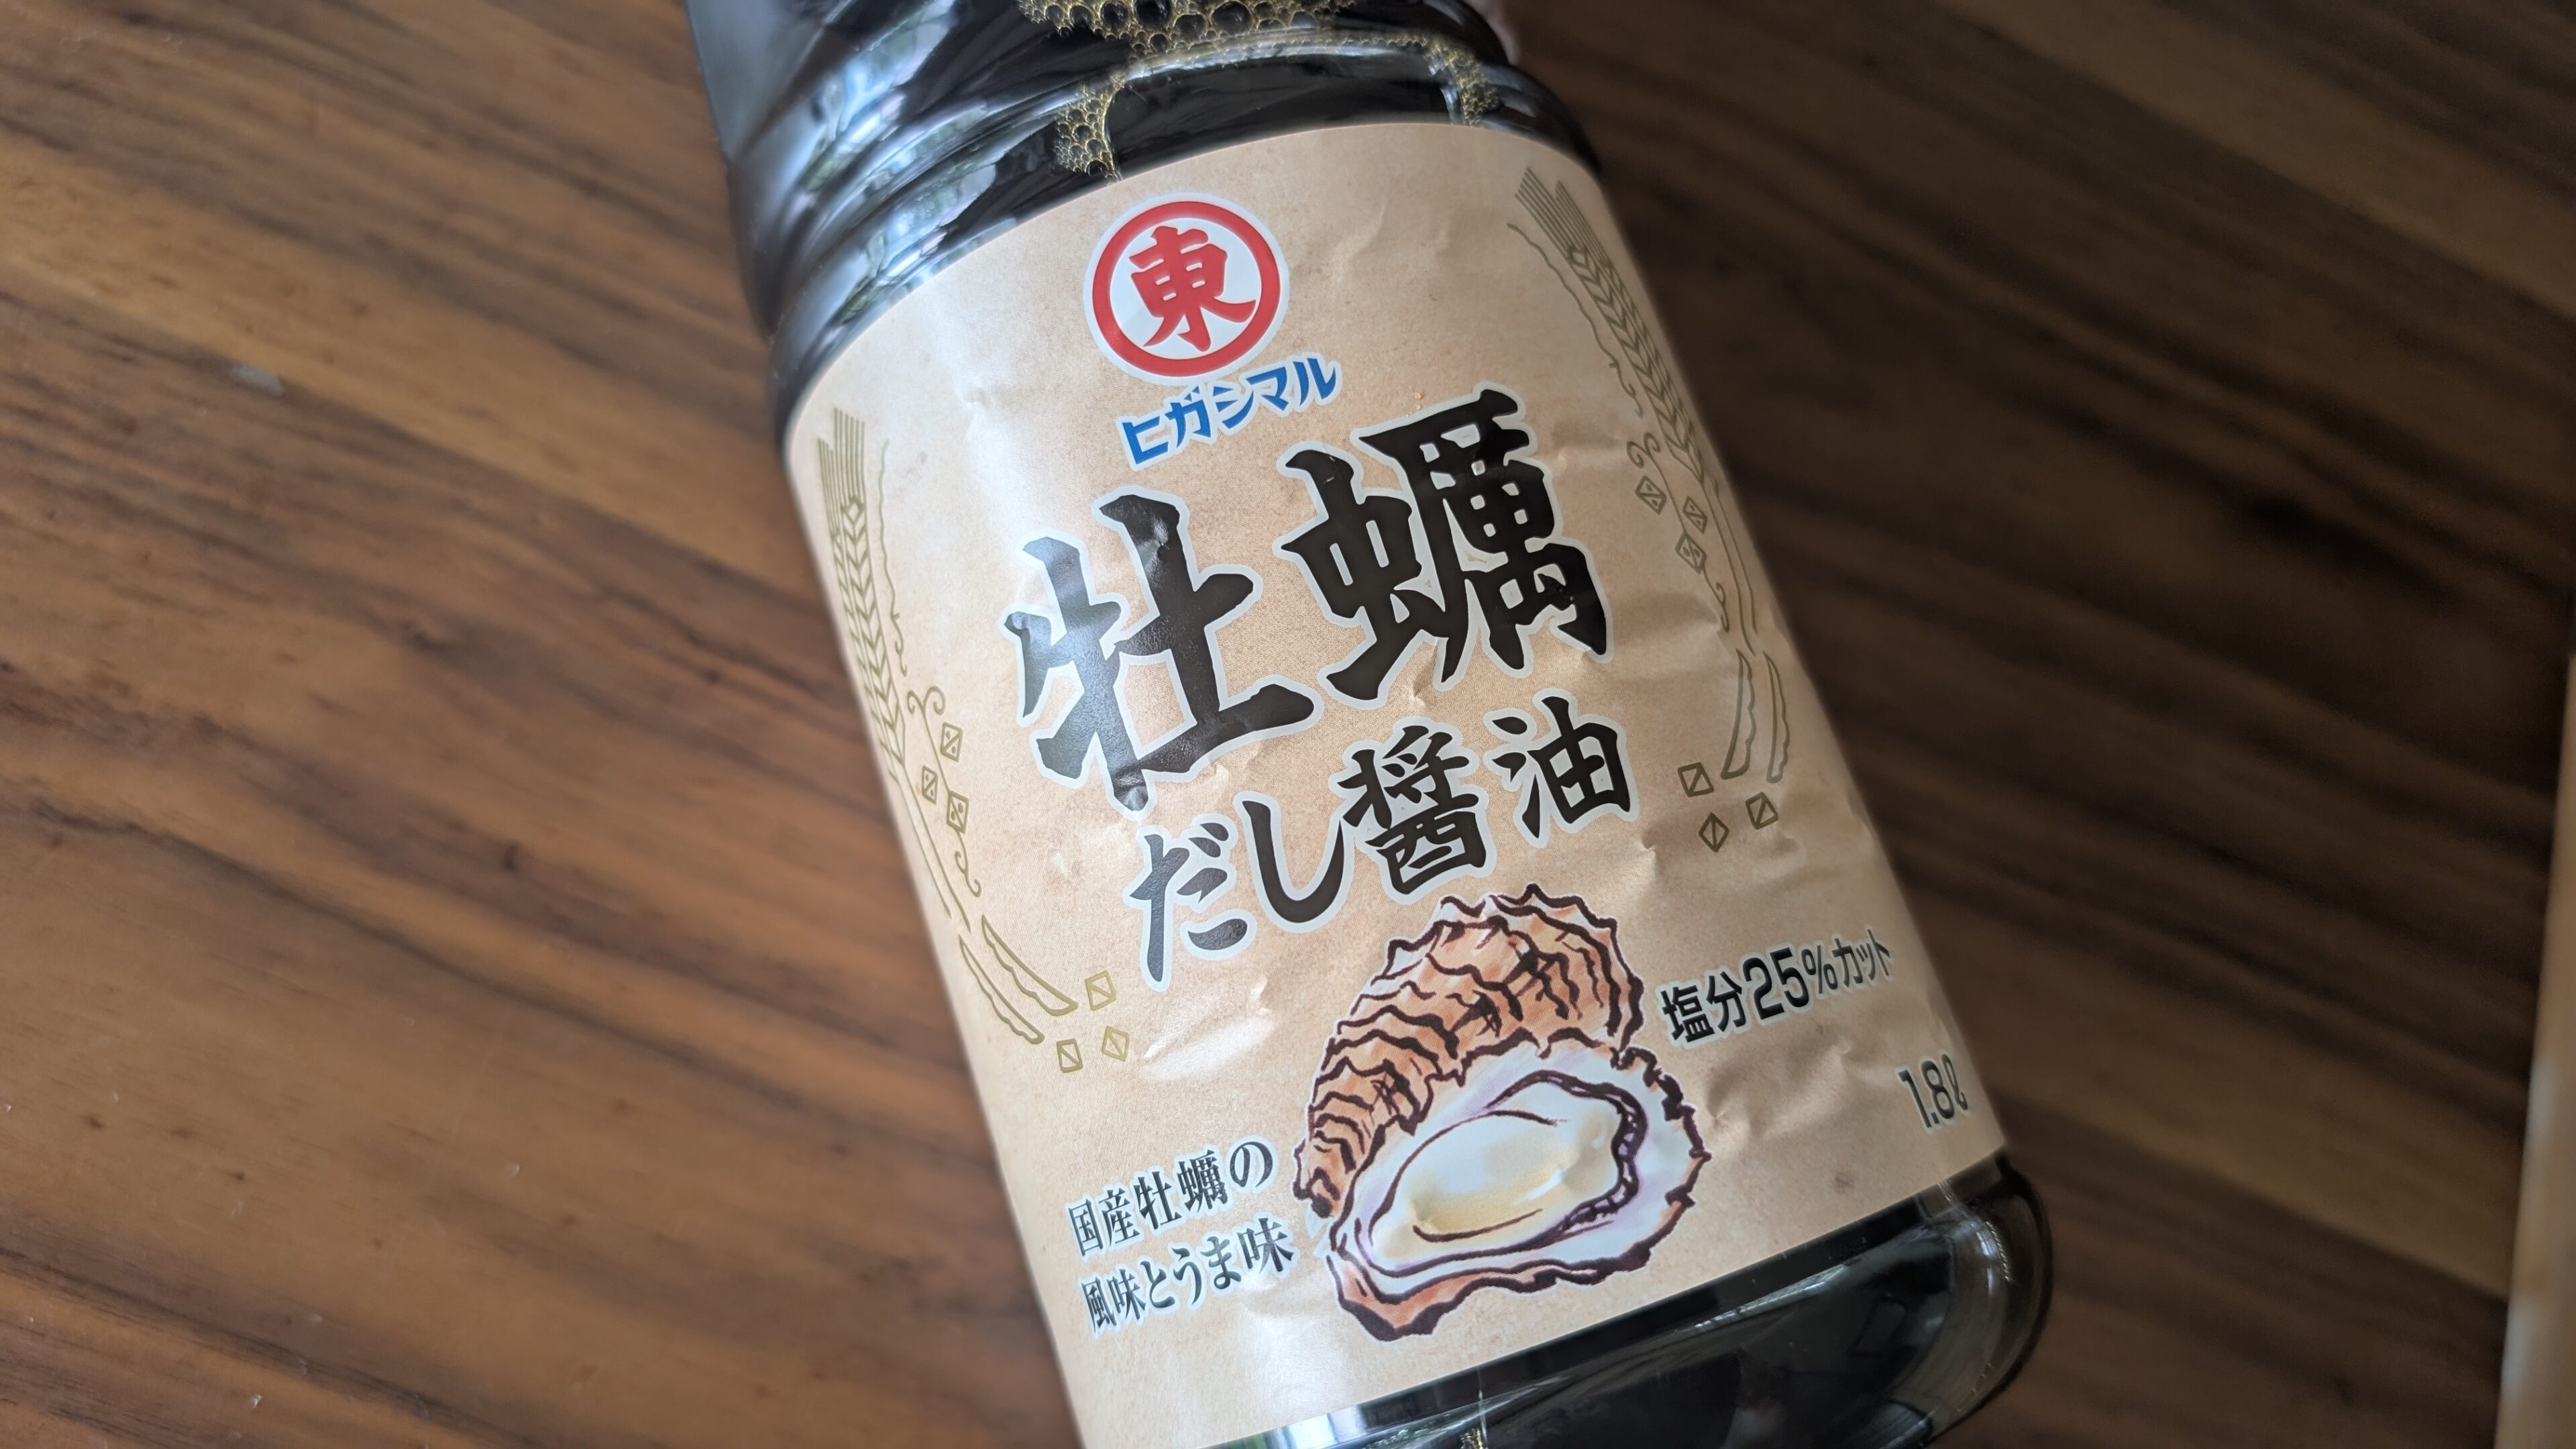 東
ヒガシマル
牡蠣
だし醤油
塩分25%カット
1.8ℓ
国産牡蠣の
風味とうま味